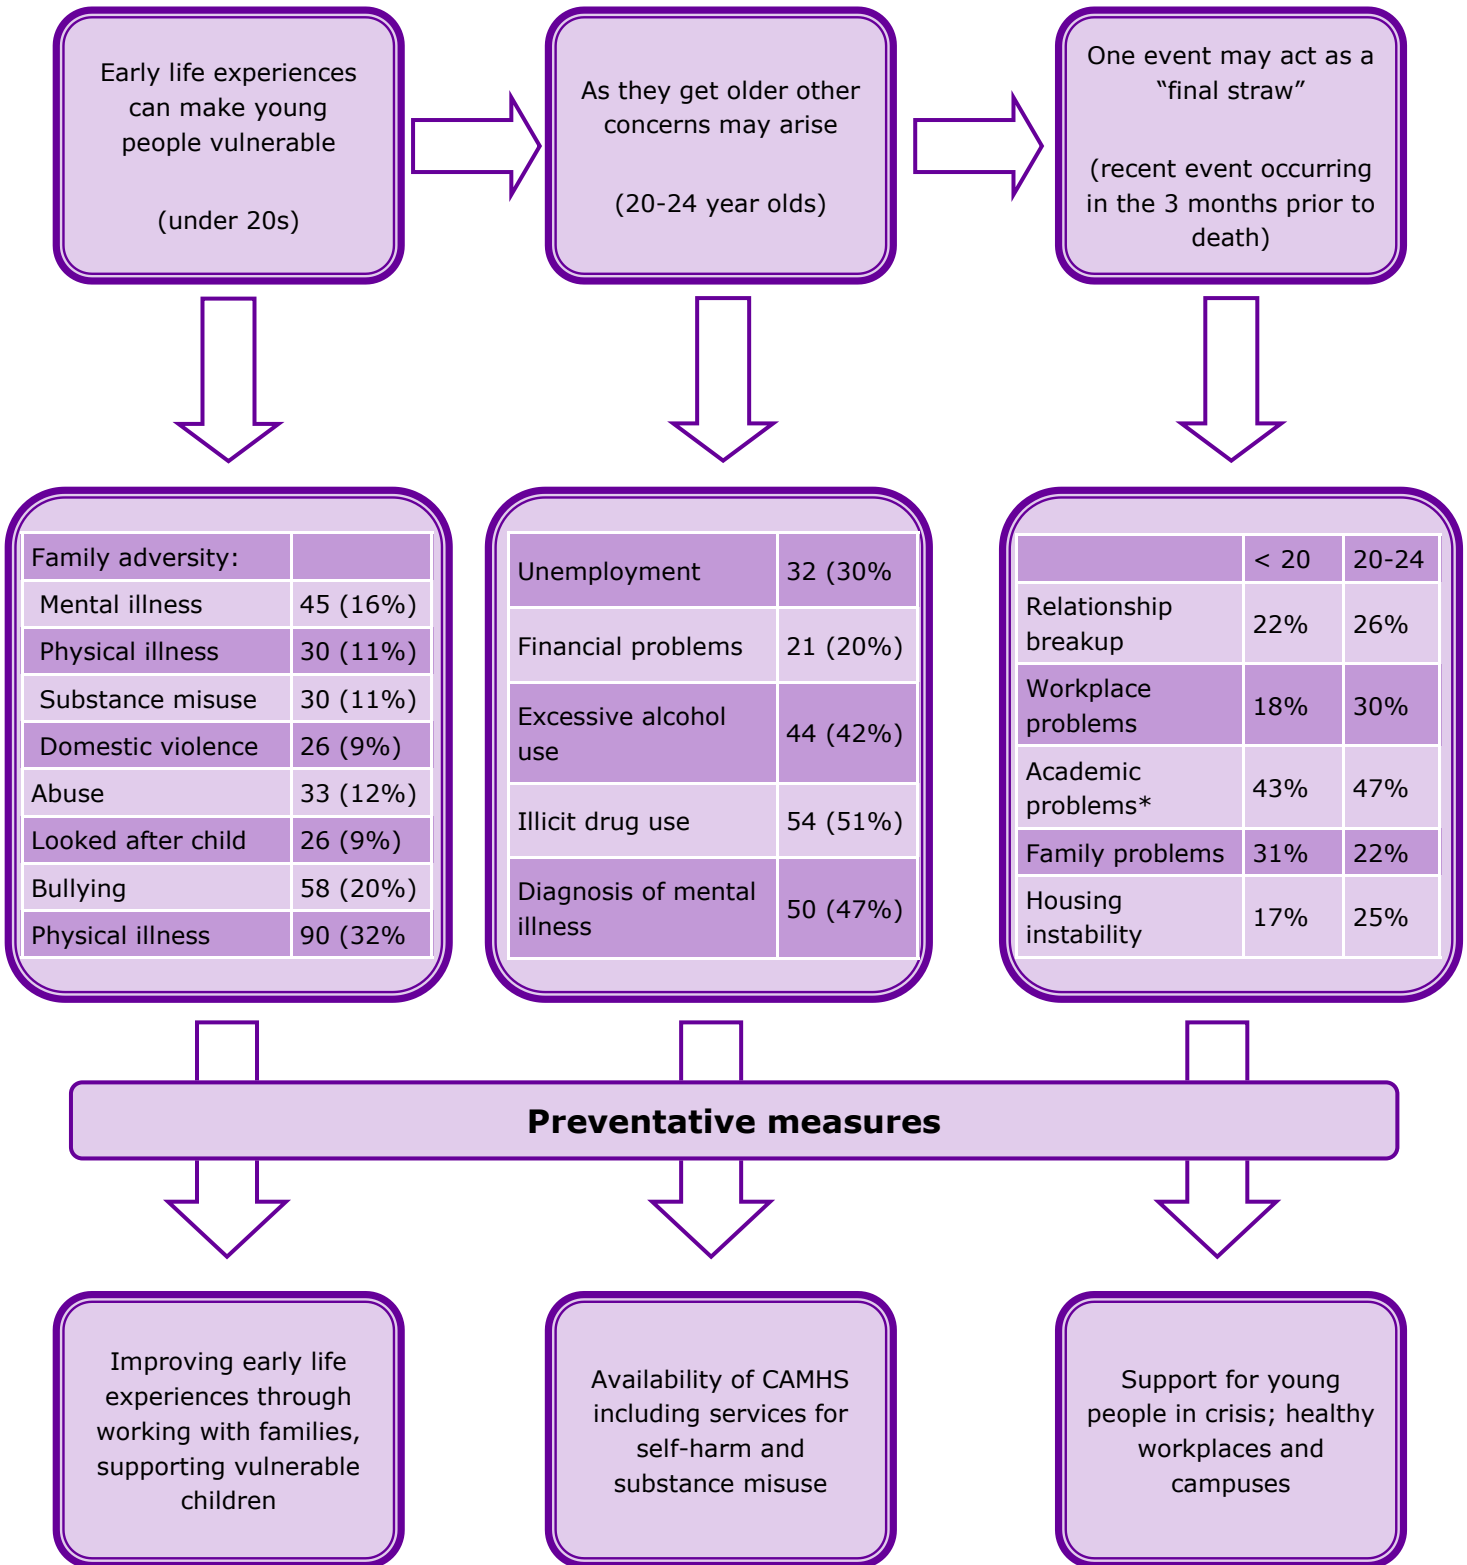 Early life experiences
can make young
people vulnerable
(under 20s)
As they get older other
concerns may arise
(20-24 year olds)
One event may act as a
“final straw”
(recent event occurring
in the 3 months prior to
death)
Family adversity:
Mental illness 45 (16%)
Physical illness 30 (11%)
Substance misuse 30 (11%)
Domestic violence 26 (9%)
Abuse 33 (12%)
Looked after child 26 (9%)
Bullying 58 (20%)
Physical illness 90 (32%
Unemployment 32 (30%
Financial problems 21 (20%)
Excessive alcohol
use 44 (42%)
Illicit drug use 54 (51%)
Diagnosis of mental
illness 50 (47%)
< 20 20-24
Relationship
breakup 22% 26%
Workplace
problems 18% 30%
Academic
problems* 43% 47%
Family problems 31% 22%
Housing
instability 17% 25%
Preventative measures
Improving early life
experiences through
working with families,
supporting vulnerable
children
Availability of CAMHS
including services for
self-harm and
substance misuse
Support for young
people in crisis; healthy
workplaces and
campuses